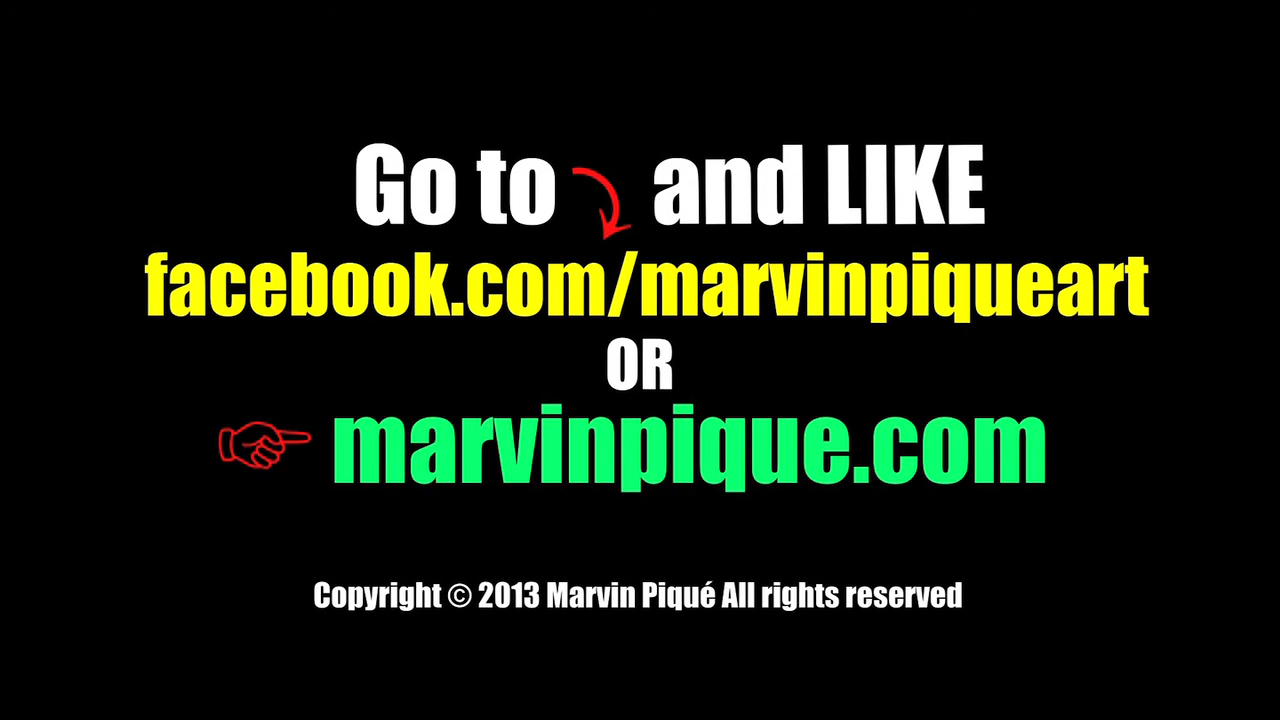 Go to and LIKE
facebook.com/marvinpiqueart
OR
marvinpique.com
Copyright © 2013 Marvin Piqué All rights reserved